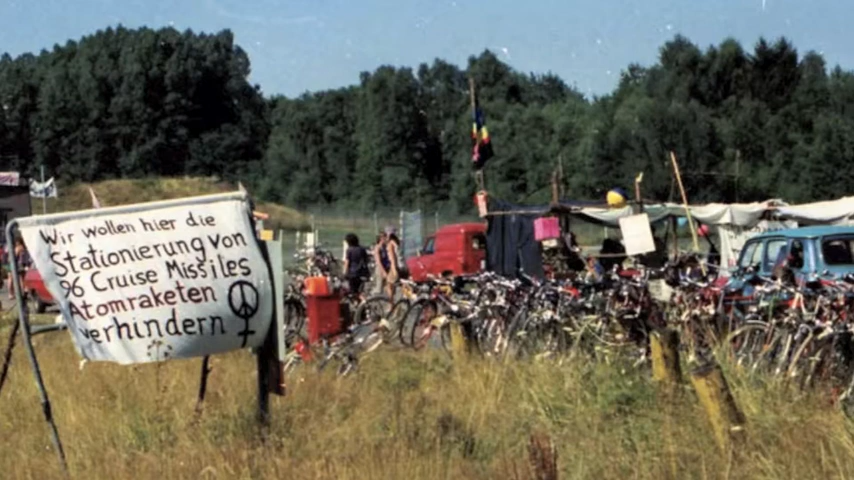 Wir wollen hier die
Stationierung von
96 Cruise Missiles
Atomraketen
verhindern